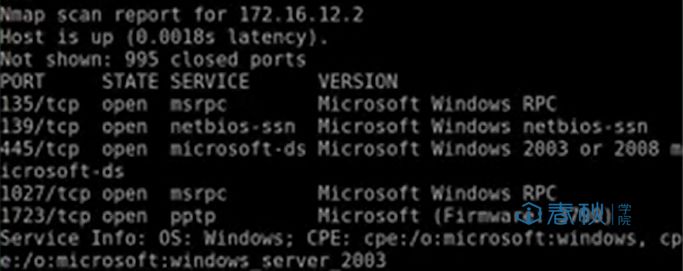 Nmap scan report for 172.16.12.2
Host is up (0.0018s latency).
Not shown: 995 closed ports
PORT     STATE SERVICE      VERSION
135/tcp  open  msrpc        Microsoft Windows RPC
139/tcp  open  netbios-ssn  Microsoft Windows netbios-ssn
445/tcp  open  microsoft-ds Microsoft Windows 2003 or 2008 m
icrosoft-ds
1027/tcp open  msrpc        Microsoft Windows RPC
1723/tcp open  pptp         Microsoft (Firmware: 3790)
春秋 学院
Service Info: OS: Windows; CPE: cpe:/o:microsoft:windows, cp
e:/o:microsoft:windows_server_2003